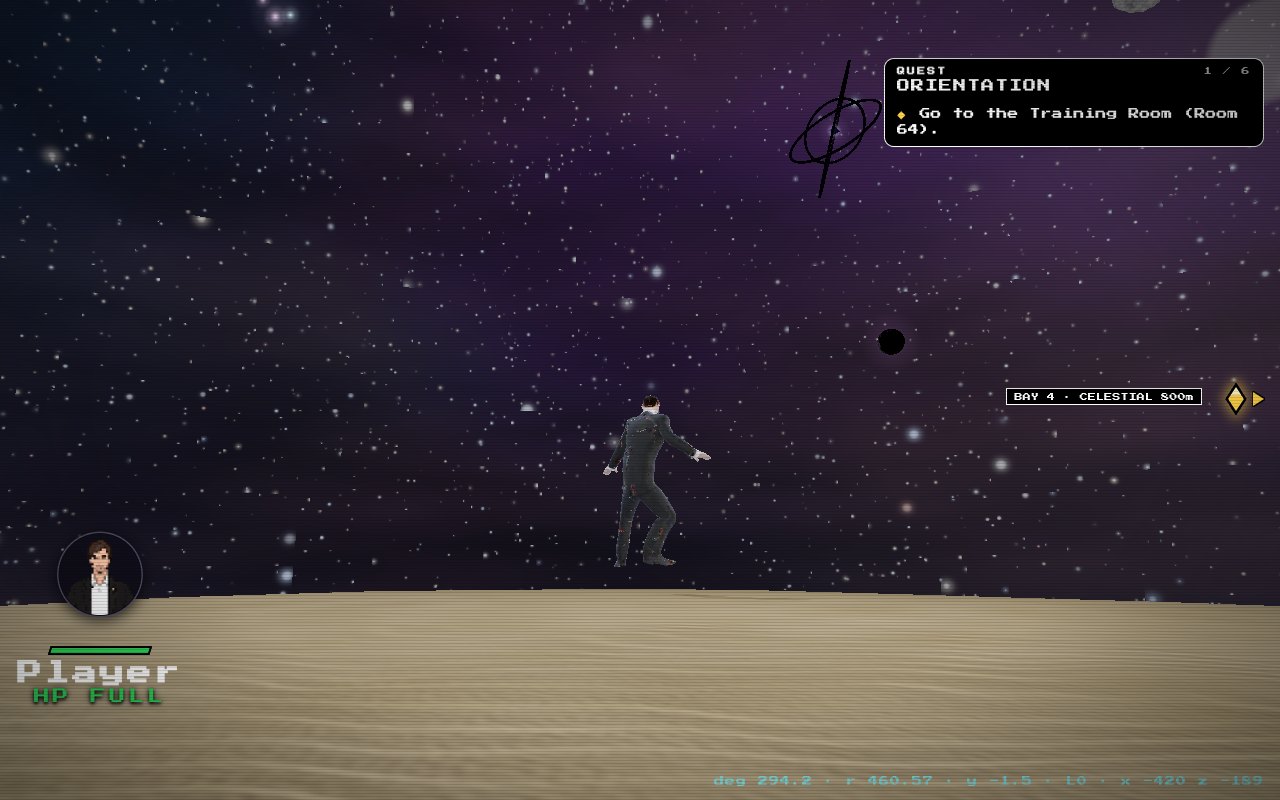 QUEST 1 / 6
ORIENTATION
◆ Go to the Training Room (Room
64).
BAY 4 · CELESTIAL 800m
Player
HP FULL
deg 294.2 · r 460.57 · y -1.5 · L0 · x -420 z -189